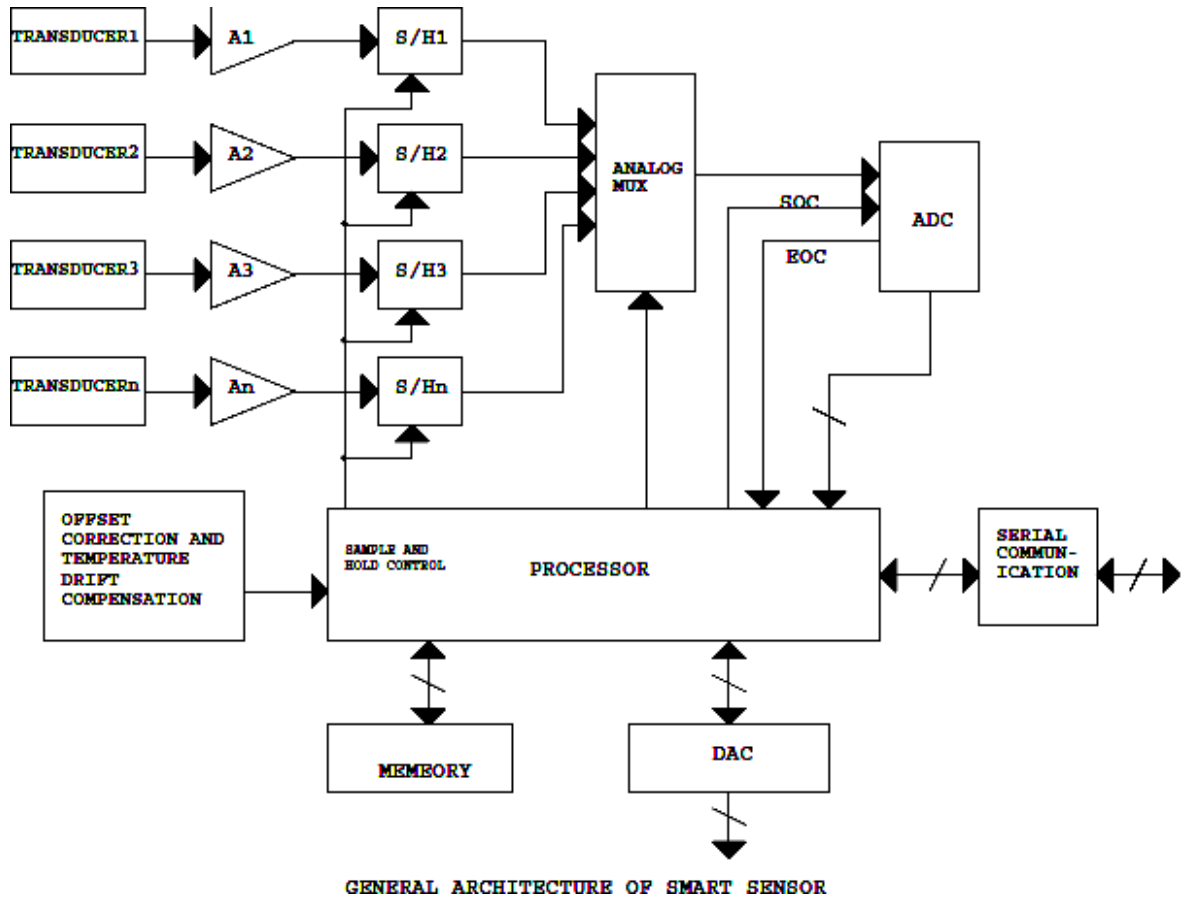 TRANSDUCER1
A1
S/H1
TRANSDUCER2
A2
S/H2
ANALOG
MUX
SOC
ADC
TRANSDUCER3
A3
S/H3
EOC
TRANSDUCERn
An
S/Hn
OFFSET
CORRECTION AND
TEMPERATURE
DRIFT
COMPENSATION
SAMPLE AND
HOLD CONTROL
PROCESSOR
SERIAL
COMMUN-
ICATION
MEMEORY
DAC
GENERAL ARCHITECTURE OF SMART SENSOR